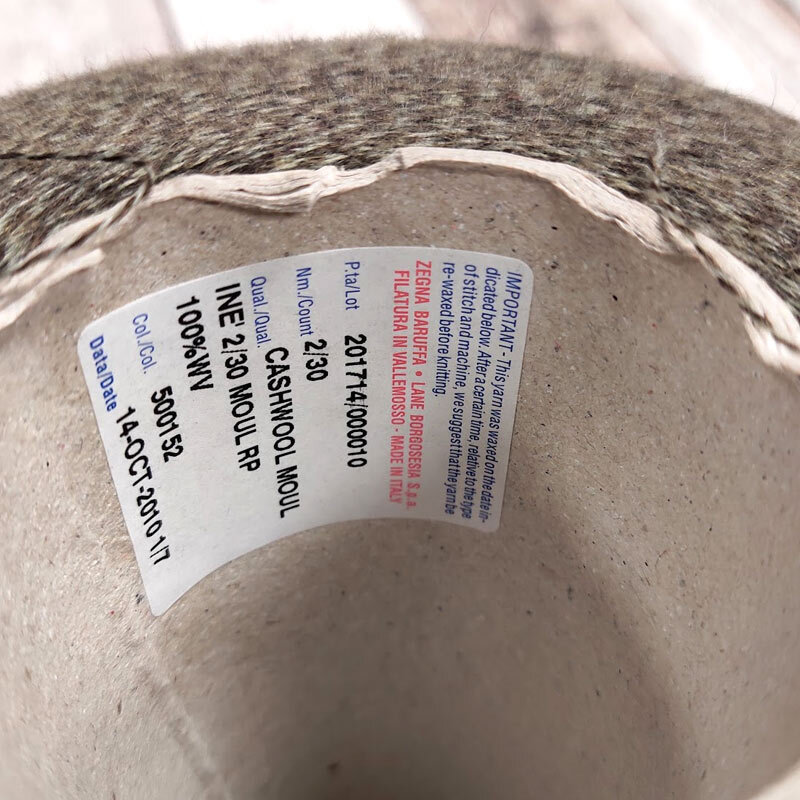 IMPORTANT - This yarn was waxed on the date in-
dicated below. After a certain time, relative to the type
of stitch and machine, we suggest that the yarn be
re-waxed before knitting.
ZEGNA BARUFFA • LANE BORGOSESIA S.p.a.
FILATURA IN VALLEMOSSO - MADE IN ITALY
P.ta/Lot 201714/000010
Nm./Count 2/30
Qual./Qual. CASHWOOL MOUL
INE' 2/30 MOUL RP
100%WV
Col./Col. 500152
Data/Date 14-OCT-2010 1/7